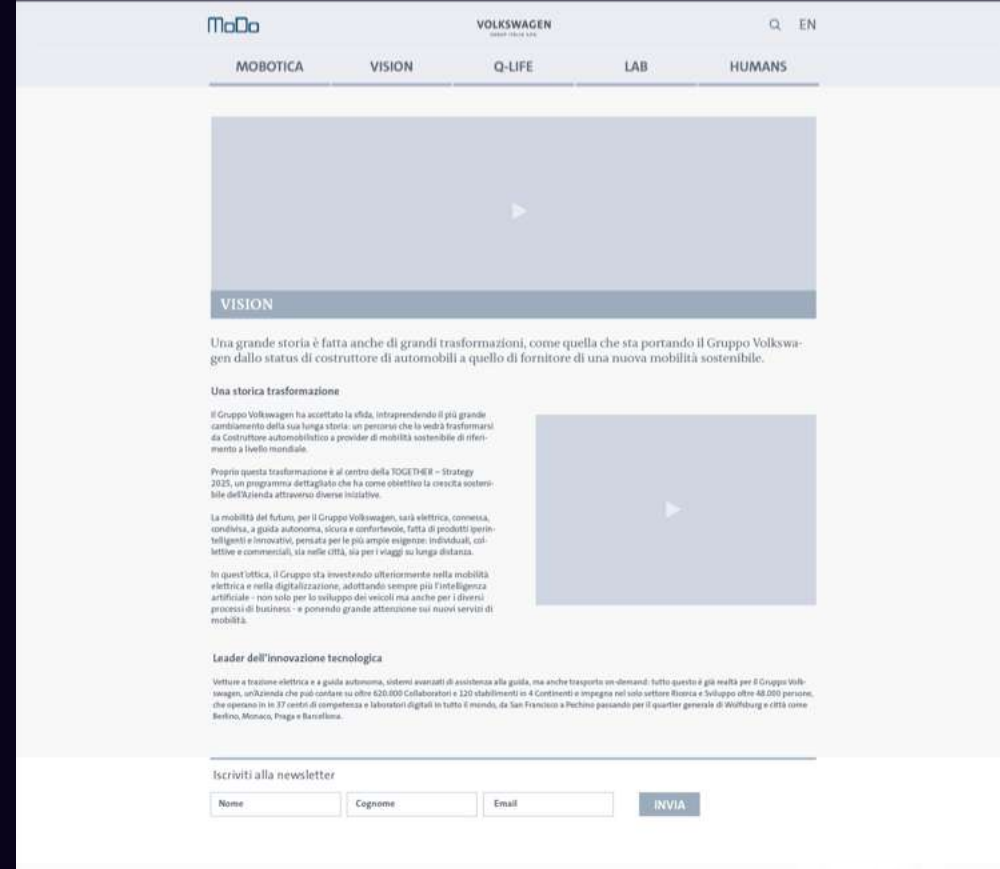 MoDo
VOLKSWAGEN
GROUP ITALIA S.P.A.
EN
MOBOTICA
VISION
Q-LIFE
LAB
HUMANS
VISION
Una grande storia è fatta anche di grandi trasformazioni, come quella che sta portando il Gruppo Volkswa-
gen dallo status di costruttore di automobili a quello di fornitore di una nuova mobilità sostenibile.
Una storica trasformazione
Il Gruppo Volkswagen ha accettato la sfida, intraprendendo il più grande
cambiamento della sua lunga storia: un percorso che lo vedrà trasformarsi
da Costruttore automobilistico a provider di mobilità sostenibile di riferi-
mento a livello mondiale.
Proprio questa trasformazione è al centro della TOGETHER – Strategy
2025, un programma dettagliato che ha come obiettivo la crescita sosteni-
bile dell'Azienda attraverso diverse iniziative.
La mobilità del futuro, per il Gruppo Volkswagen, sarà elettrica, connessa,
condivisa, a guida autonoma, sicura e confortevole, fatta di prodotti iperin-
telligenti e innovativi, pensata per le più ampie esigenze: individuali, col-
lettive e commerciali, sia nelle città, sia per i viaggi su lunga distanza.
In quest'ottica, il Gruppo sta investendo ulteriormente nella mobilità
elettrica e nella digitalizzazione, adottando sempre più l'intelligenza
artificiale - non solo per lo sviluppo dei veicoli ma anche per i diversi
processi di business - e ponendo grande attenzione sui nuovi servizi di
mobilità.
Leader dell'innovazione tecnologica
Vetture a trazione elettrica e a guida autonoma, sistemi avanzati di assistenza alla guida, ma anche trasporto on-demand: tutto questo è già realtà per il Gruppo Volk-
swagen, un'Azienda che può contare su oltre 620.000 Collaboratori e 120 stabilimenti in 4 Continenti e impegna nel solo settore Ricerca e Sviluppo oltre 48.000 persone,
che operano in in 37 centri di competenza e laboratori digitali in tutto il mondo, da San Francisco a Pechino passando per il quartier generale di Wolfsburg e città come
Berlino, Monaco, Praga e Barcellona.
Iscriviti alla newsletter
Nome
Cognome
Email
INVIA